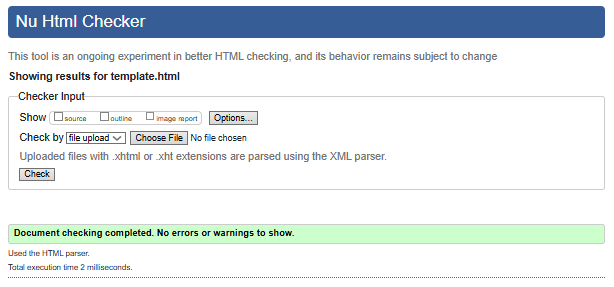 Nu Html Checker
This tool is an ongoing experiment in better HTML checking, and its behavior remains subject to change
Showing results for template.html
Checker Input
Show source outline image report Options...
Check by file upload Choose File No file chosen
Uploaded files with .xhtml or .xht extensions are parsed using the XML parser.
Check
Document checking completed. No errors or warnings to show.
Used the HTML parser.
Total execution time 2 milliseconds.